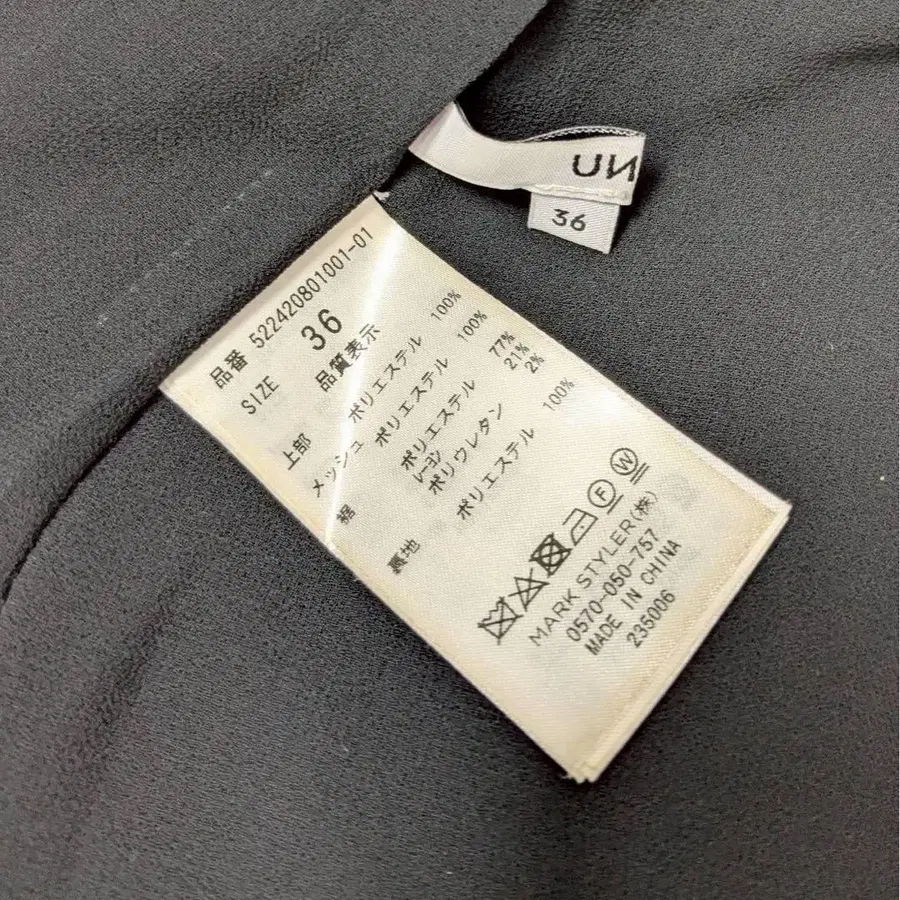 UN
36
品番 522420801001-01
SIZE 36
品質表示
上部 ポリエステル 100%
メッシュ ポリエステル 100%
裾 ポリエステル 77%
レーヨン 21%
ポリウレタン 2%
裏地 ポリエステル 100%
MARK STYLER(株)
0570-050-757
MADE IN CHINA
235006